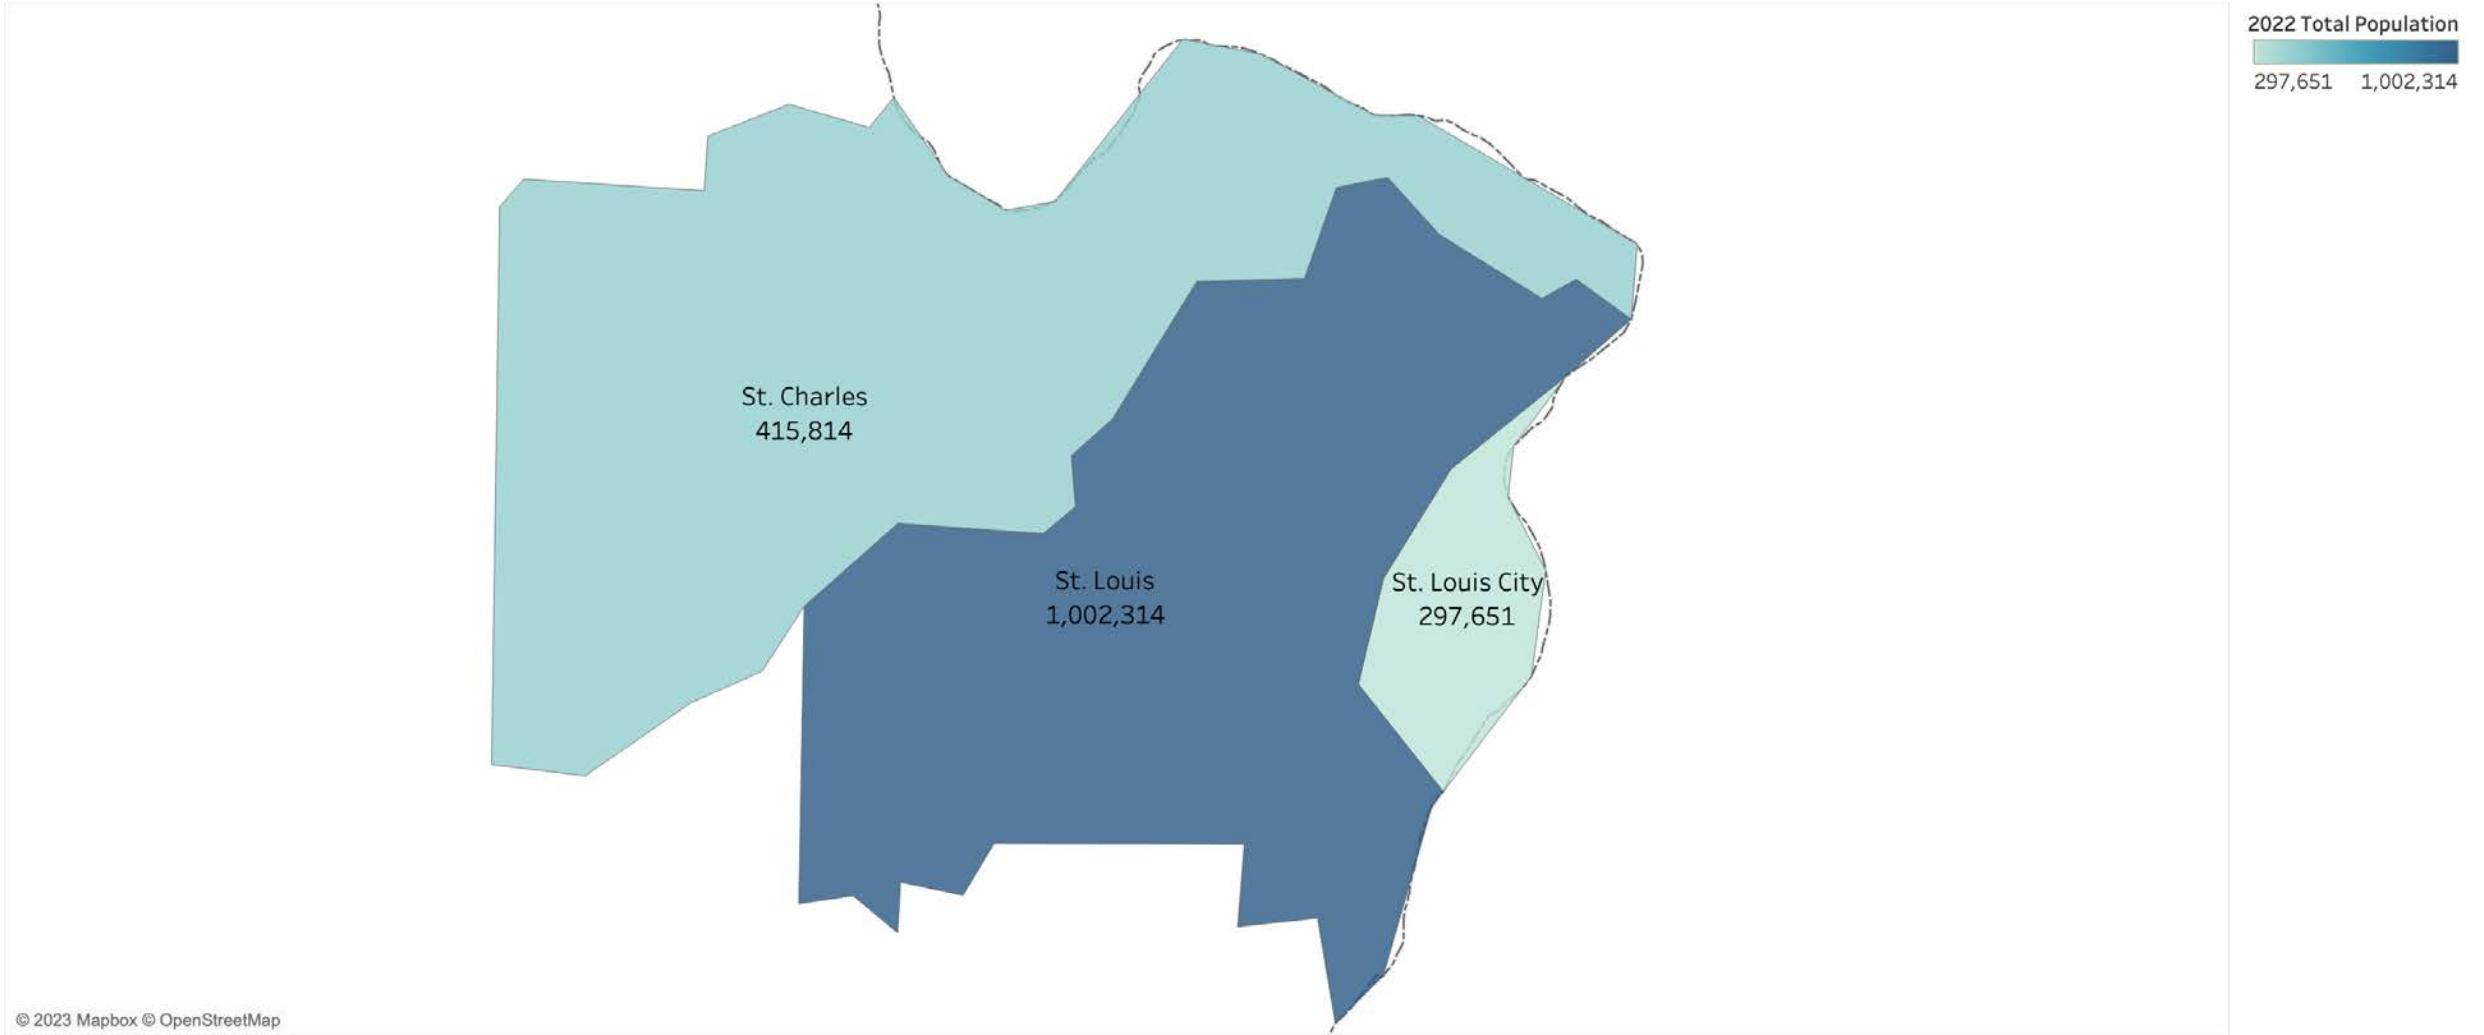 2022 Total Population
297,651 1,002,314
St. Charles
415,814
St. Louis
1,002,314
St. Louis City
297,651
© 2023 Mapbox © OpenStreetMap